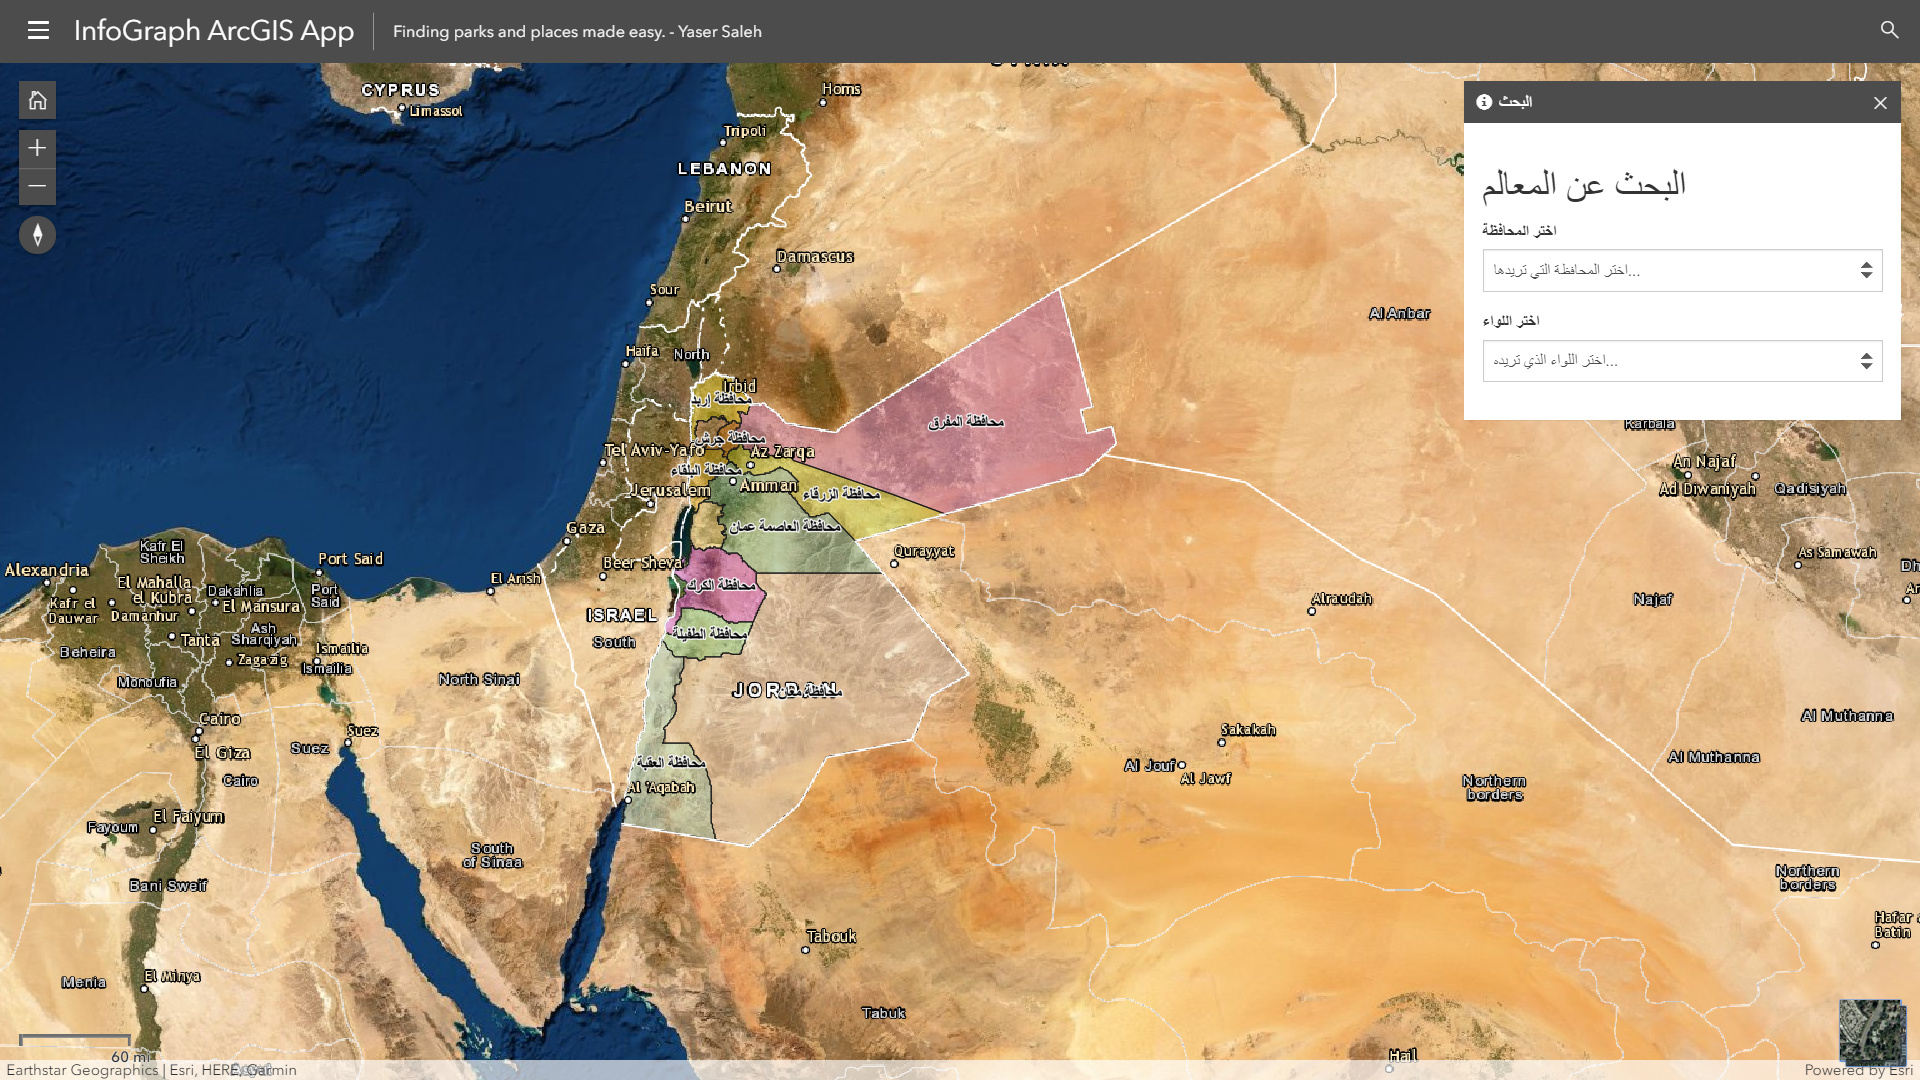 InfoGraph ArcGIS App
Finding parks and places made easy. - Yaser Saleh
البحث
البحث عن المعالم
اختر المحافظة
اختر المحافظة التي تريدها...
اختر اللواء
اختر اللواء الذي تريده...
CYPRUS
Limassol
Homs
Tripoli
LEBANON
Beirut
Damascus
Sour
Al Anbar
Haifa
North
Irbid
محافظة إربد
محافظة المفرق
محافظة جرش
Karbala
Tel Aviv-Yafo
Az Zarqa
An Najaf
محافظة البلقاء
Jerusalem
Amman
محافظة الزرقاء
Ad Diwaniyah
Qadisiyah
Gaza
محافظة العاصمة عمان
Kafr El
Sheikh
Port Said
Qurayyat
As Samawah
Alexandria
El Mahalla
el Kubra
Dakahlia
Port
Said
El Arish
Beer Sheva
محافظة الكرك
Kafr el
Dauwar
Damanhur
El Mansura
ISRAEL
Alraudah
Najaf
Tanta
Ash
Sharqiyah
Ismailia
South
محافظة الطفيلة
Beheira
Zagazig
Ismailia
Monoufia
North Sinai
JORDAN
محافظة معان
Cairo
Suez
Sakakah
Al Muthanna
El Giza
Suez
محافظة العقبة
Al Jouf
Al Jawf
Al Muthanna
Cairo
Al 'Aqabah
Northern
borders
Fayoum
El Faiyum
South
of Sinaa
Northern
borders
Bani Sweif
Hafar
Batin
Tabouk
Menia
El Minya
Tabuk
Hail
60 mi
Earthstar Geographics | Esri, HERE, Garmin
Powered by Esri